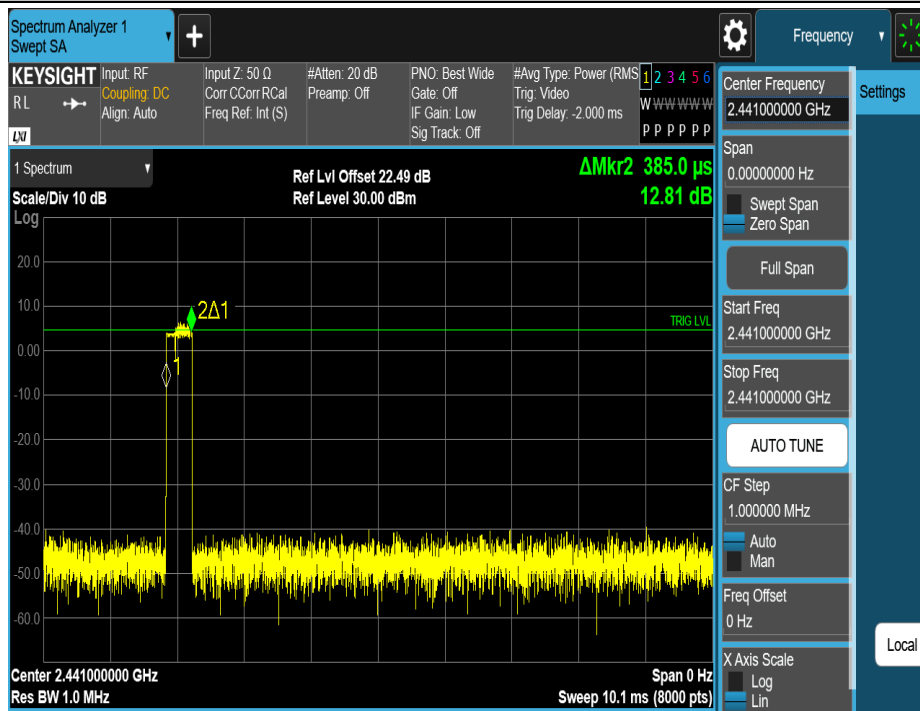 Spectrum Analyzer 1
Swept SA
+
Frequency
KEYSIGHT
RL
LXI
Input: RF
Coupling: DC
Align: Auto
Input Z: 50 Ω
Corr CCorr RCal
Freq Ref: Int (S)
#Atten: 20 dB
Preamp: Off
PNO: Best Wide
Gate: Off
IF Gain: Low
Sig Track: Off
#Avg Type: Power (RMS
Trig: Video
Trig Delay: -2.000 ms
1 2 3 4 5 6
W W W W W W
P P P P P P
1 Spectrum
Scale/Div 10 dB
Ref Lvl Offset 22.49 dB
Ref Level 30.00 dBm
ΔMkr2 385.0 µs
12.81 dB
Log
20.0
10.0
0.00
-10.0
-20.0
-30.0
-40.0
-50.0
-60.0
2Δ1
1
TRIG LVL
Center 2.441000000 GHz
Res BW 1.0 MHz
Span 0 Hz
Sweep 10.1 ms (8000 pts)
Center Frequency
2.441000000 GHz
Span
0.00000000 Hz
Swept Span
Zero Span
Full Span
Start Freq
2.441000000 GHz
Stop Freq
2.441000000 GHz
AUTO TUNE
CF Step
1.000000 MHz
Auto
Man
Freq Offset
0 Hz
X Axis Scale
Log
Lin
Settings
Local